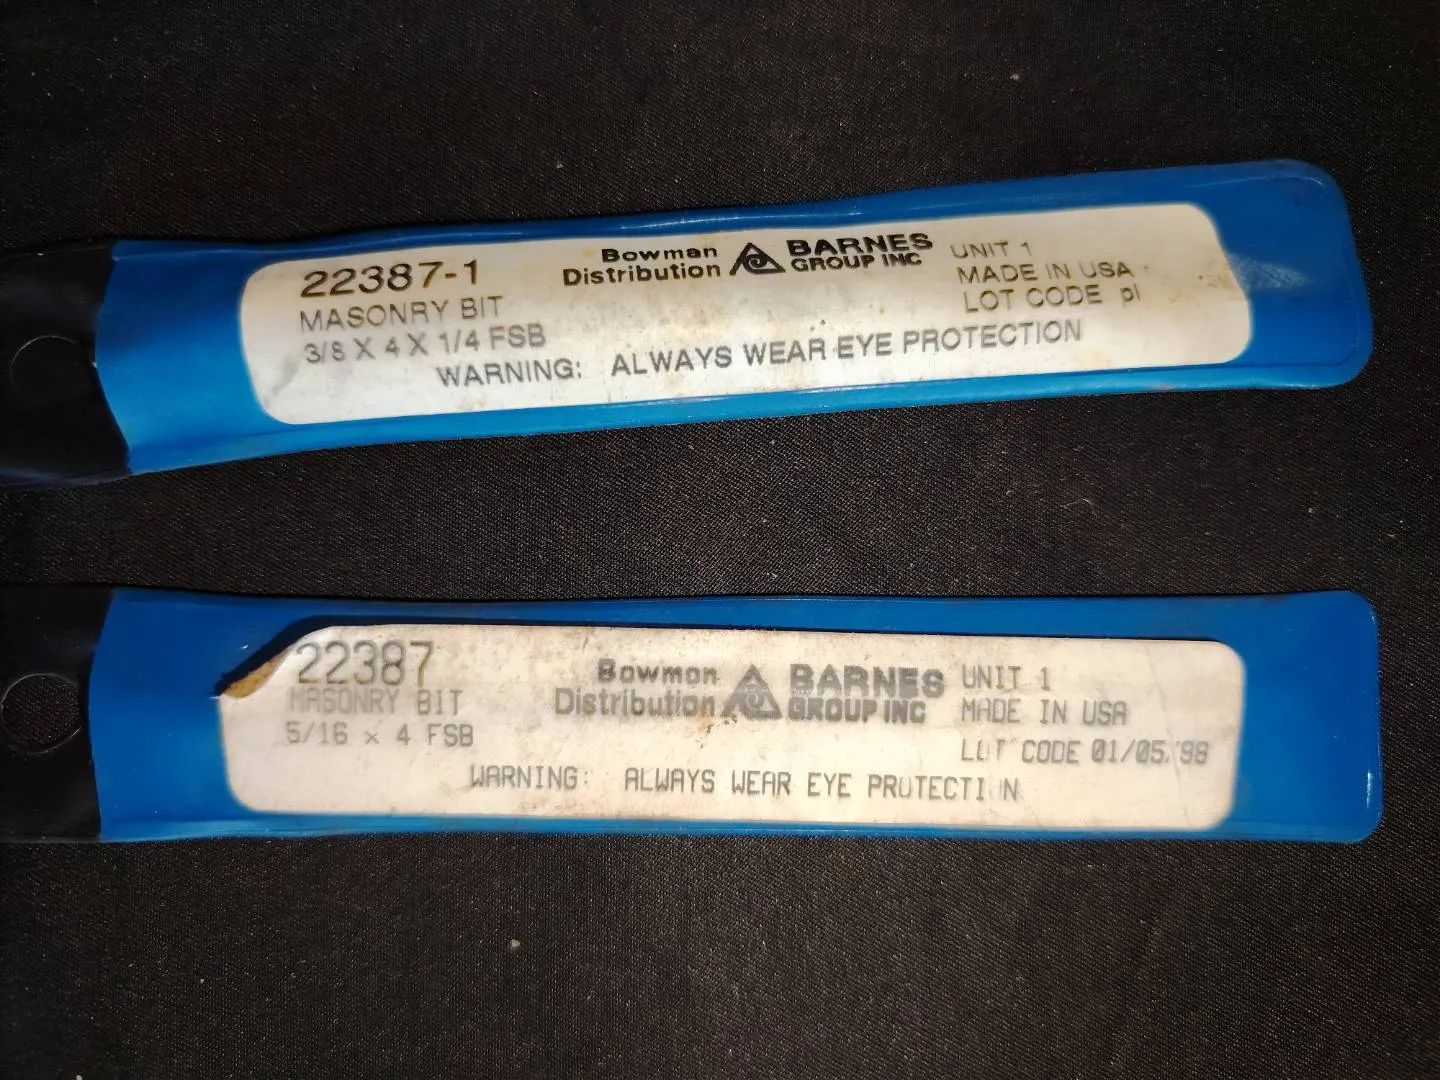 22387-1
MASONRY BIT
3/8 X 4 X 1/4 FSB
Bowman
Distribution
BARNES
GROUP INC
UNIT 1
MADE IN USA
LOT CODE pl
WARNING: ALWAYS WEAR EYE PROTECTION
22387
MASONRY BIT
5/16 x 4 FSB
Bowman
Distribution
BARNES
GROUP INC
UNIT 1
MADE IN USA
LOT CODE 01/05/98
WARNING: ALWAYS WEAR EYE PROTECTION